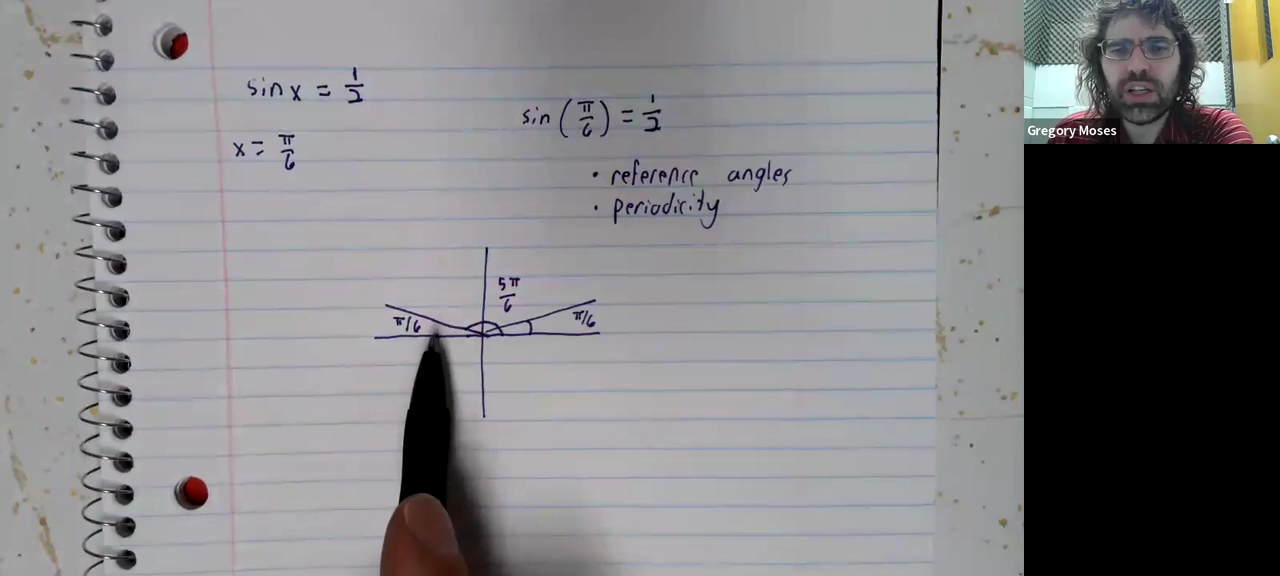 sin x = 1/2
sin (π/6) = 1/2
x = π/6
• reference angles
• periodicity
5π/6
π/6
π/6
Gregory Moses